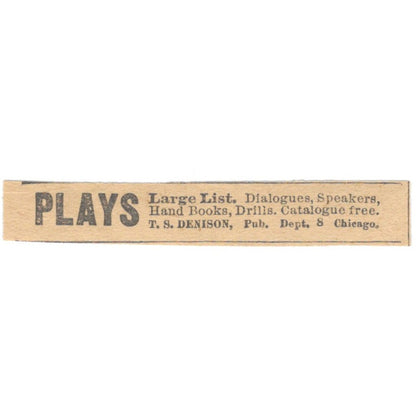 PLAYS
Large List. Dialogues, Speakers,
Hand Books, Drills. Catalogue free.
T. S. DENISON, Pub. Dept. 8 Chicago.